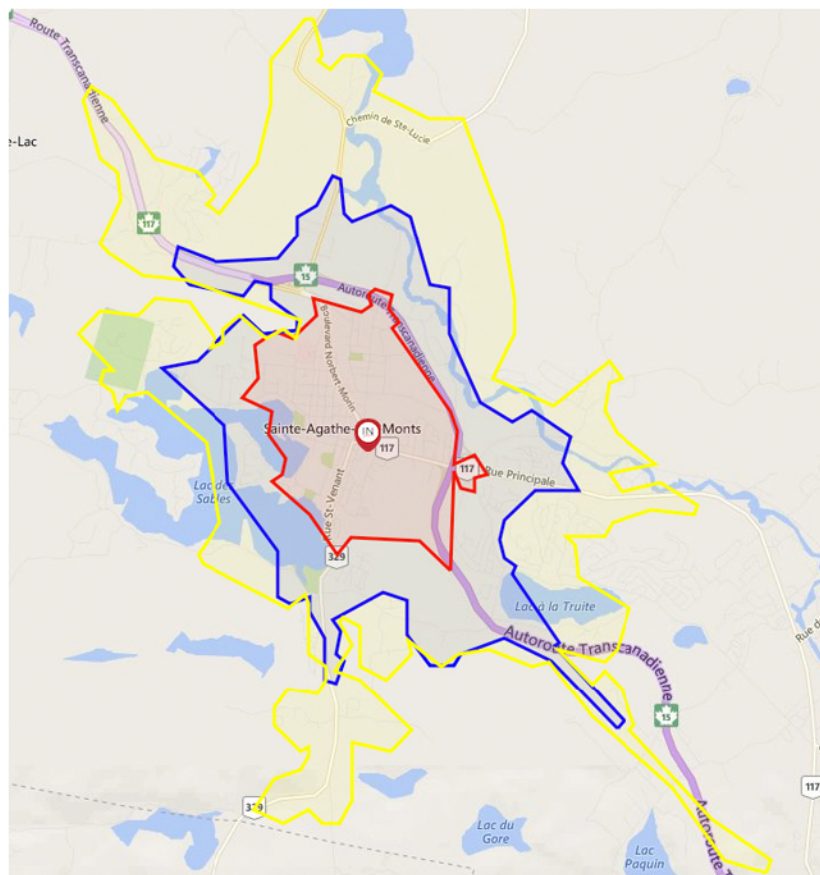 Route Transcanadienne
Chemin de Ste-Lucie
e-Lac
117
15
Autoroute Transcanadienne
Boulevard Norbert-Morin
Sainte-Agathe- IN Monts
117
117
Rue Principale
Lac des
Sables
Rue St-Venant
329
Lac à la Truite
Autoroute Transcanadienne
Rue d
15
329
117
Lac du
Gore
Lac
Paquin
Autoroute T